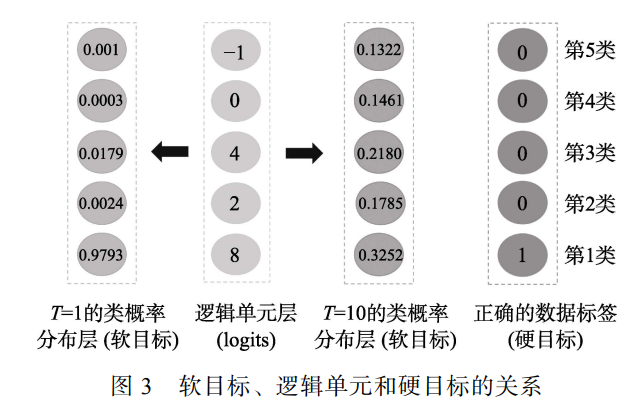 0.001 −1 0.1322 0 第5类
0.0003 0 0.1461 0 第4类
0.0179 4 0.2180 0 第3类
0.0024 2 0.1785 0 第2类
0.9793 8 0.3252 1 第1类
T=1的类概率 逻辑单元层 T=10的类概率 正确的数据标签
分布层 (软目标) (logits) 分布层 (软目标) (硬目标)
图 3 软目标、逻辑单元和硬目标的关系